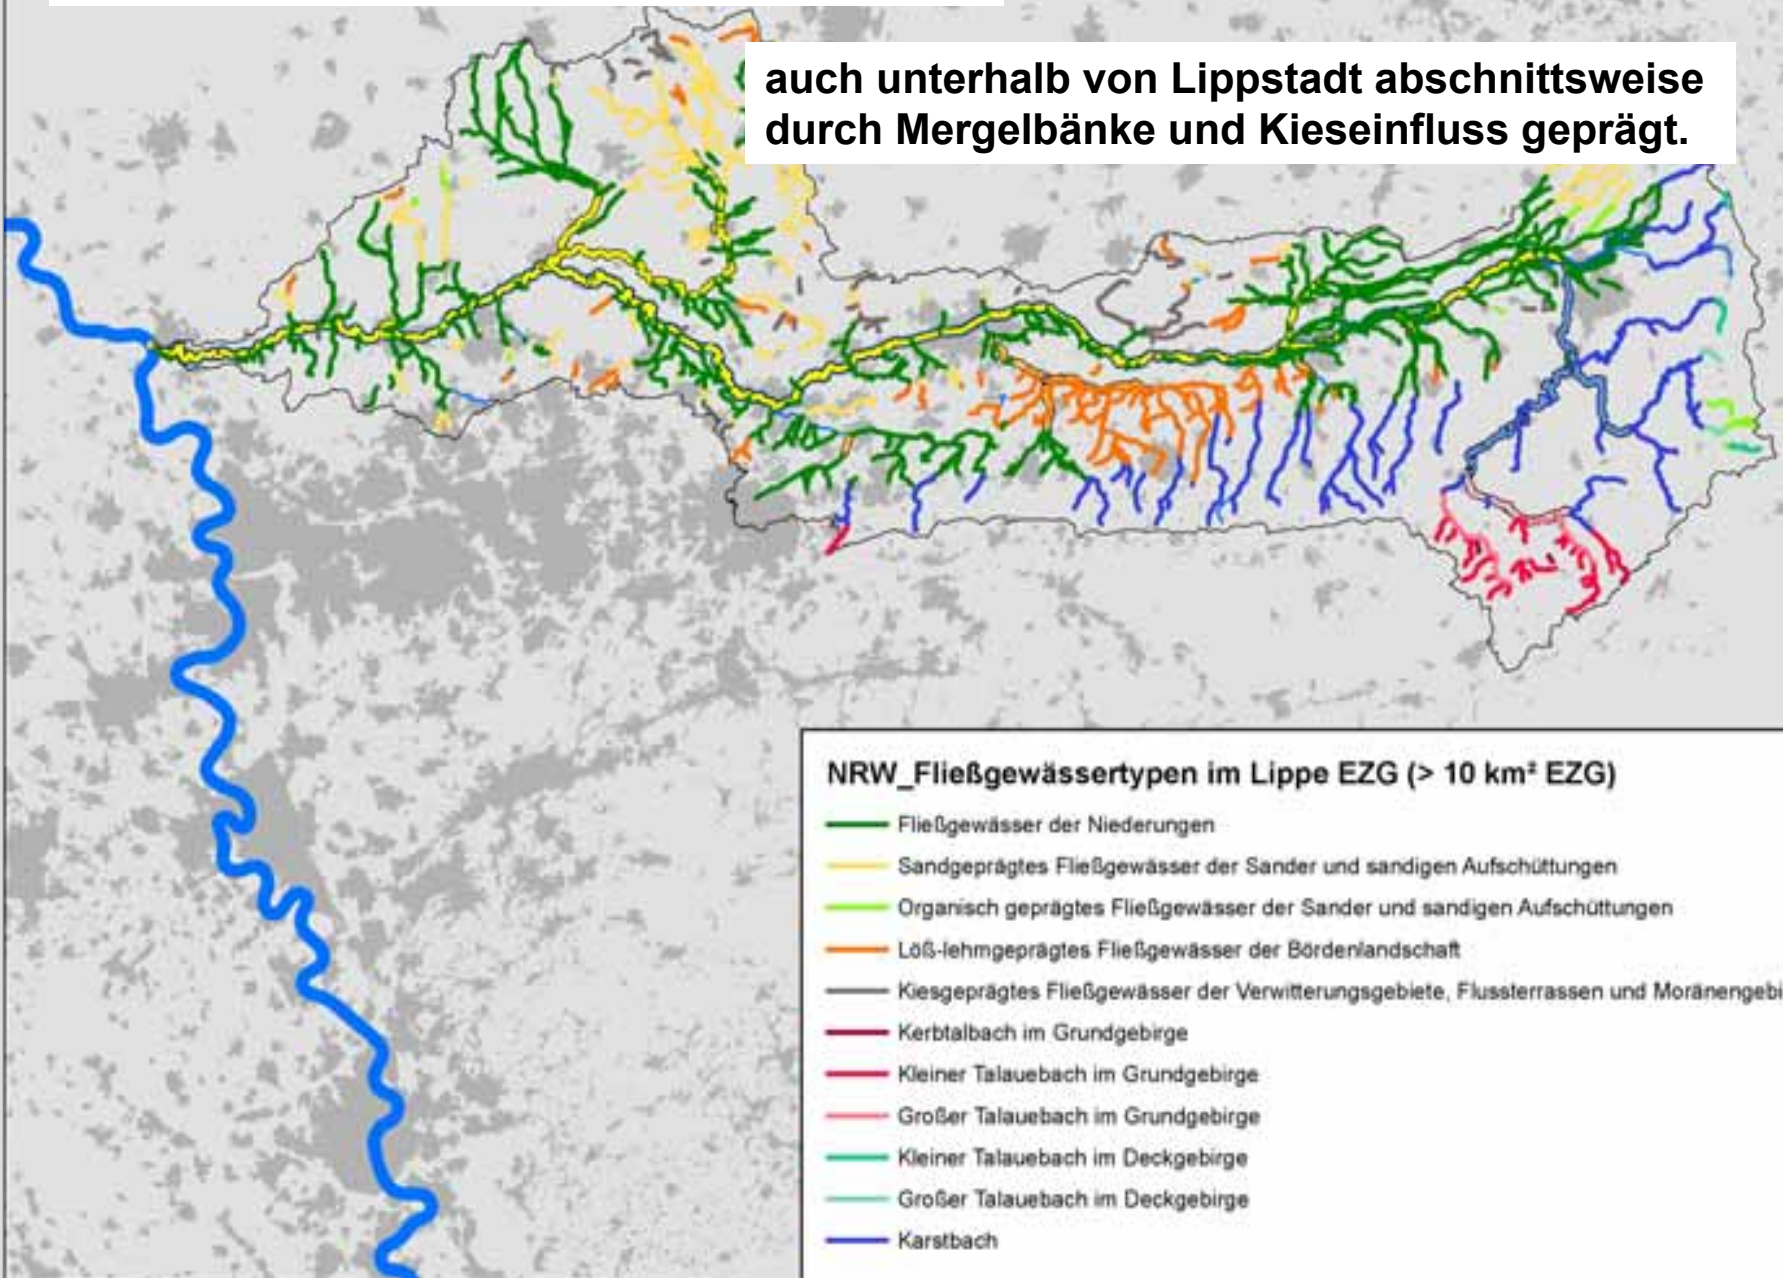 auch unterhalb von Lippstadt abschnittsweise
durch Mergelbänke und Kieseinfluss geprägt.
NRW_Fließgewässertypen im Lippe EZG (> 10 km² EZG)
Fließgewässer der Niederungen
Sandgeprägtes Fließgewässer der Sander und sandigen Aufschüttungen
Organisch geprägtes Fließgewässer der Sander und sandigen Aufschüttungen
Löß-lehmgeprägtes Fließgewässer der Bördenlandschaft
Kiesgeprägtes Fließgewässer der Verwitterungsgebiete, Flussterrassen und Moränengebi
Kerbtalbach im Grundgebirge
Kleiner Talauebach im Grundgebirge
Großer Talauebach im Grundgebirge
Kleiner Talauebach im Deckgebirge
Großer Talauebach im Deckgebirge
Karstbach